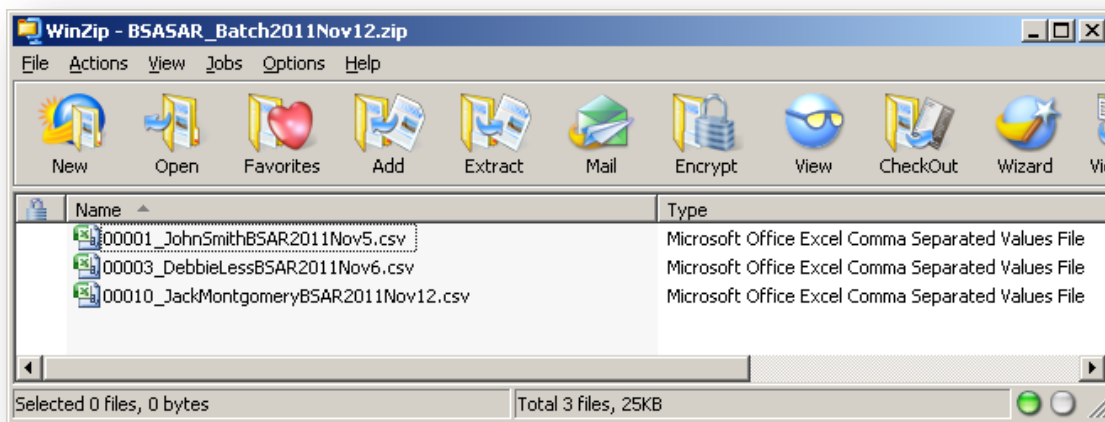 WinZip - BSASAR_Batch2011Nov12.zip
File Actions View Jobs Options Help
New Open Favorites Add Extract Mail Encrypt View CheckOut Wizard Vi
Name Type
00001_JohnSmithBSAR2011Nov5.csv Microsoft Office Excel Comma Separated Values File
00003_DebbieLessBSAR2011Nov6.csv Microsoft Office Excel Comma Separated Values File
00010_JackMontgomeryBSAR2011Nov12.csv Microsoft Office Excel Comma Separated Values File
Selected 0 files, 0 bytes Total 3 files, 25KB